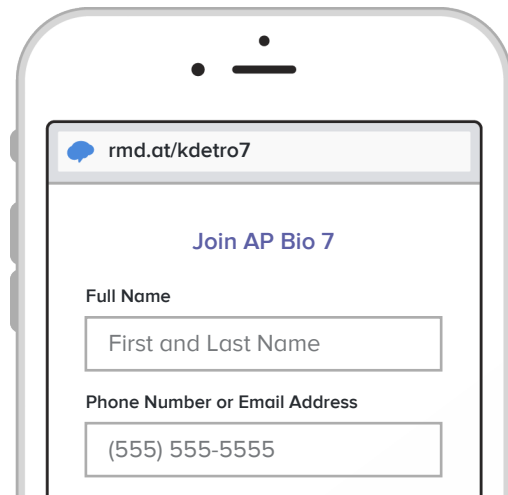 rmd.at/kdetro7
Join AP Bio 7
Full Name
First and Last Name
Phone Number or Email Address
(555) 555-5555